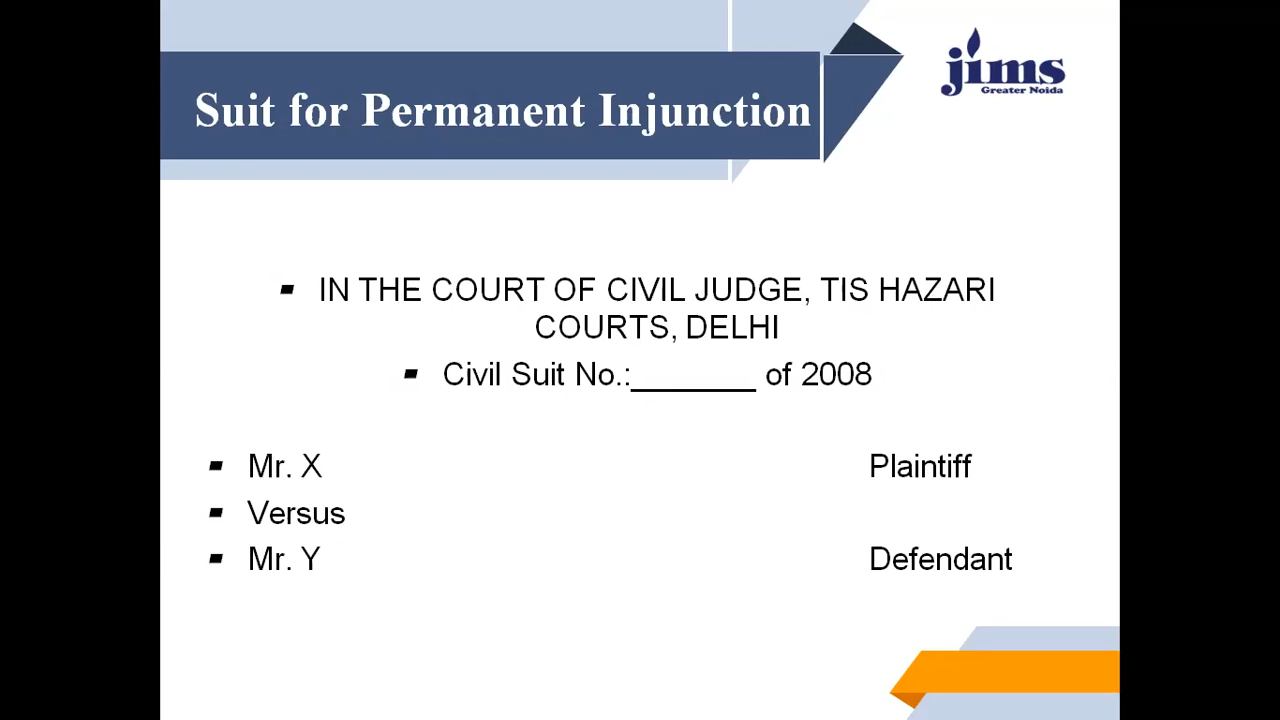 jims
Greater Noida
Suit for Permanent Injunction
▪ IN THE COURT OF CIVIL JUDGE, TIS HAZARI
COURTS, DELHI
▪ Civil Suit No.:_______ of 2008
▪ Mr. X Plaintiff
▪ Versus
▪ Mr. Y Defendant